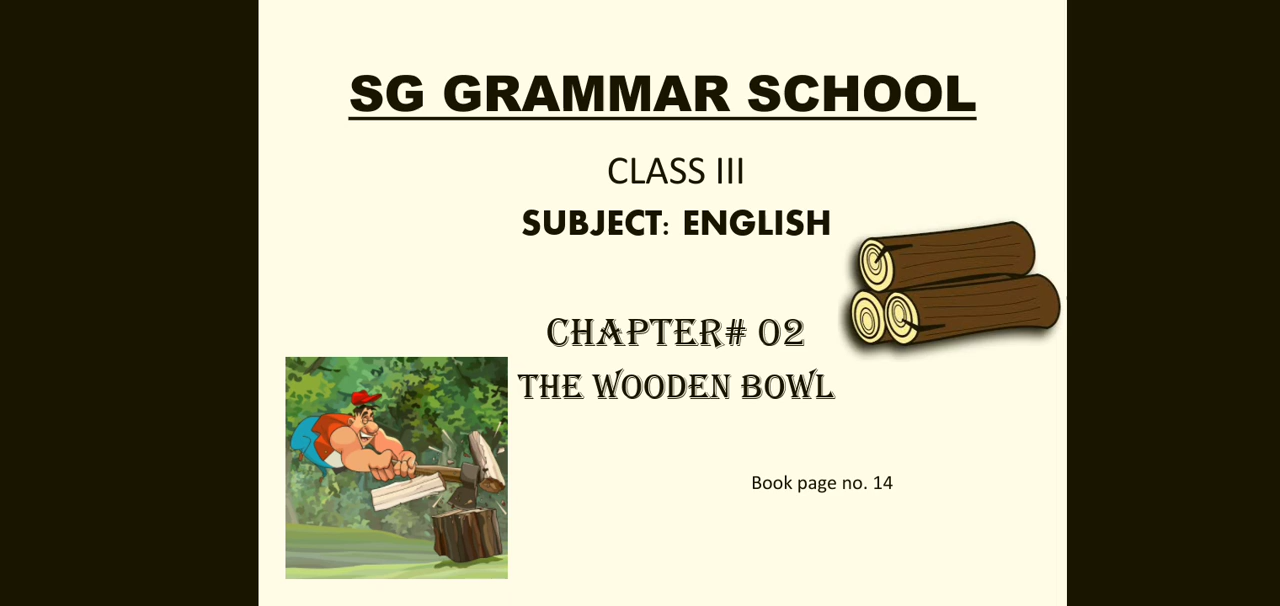 SG GRAMMAR SCHOOL
CLASS III
SUBJECT: ENGLISH
CHAPTER# 02
THE WOODEN BOWL
Book page no. 14